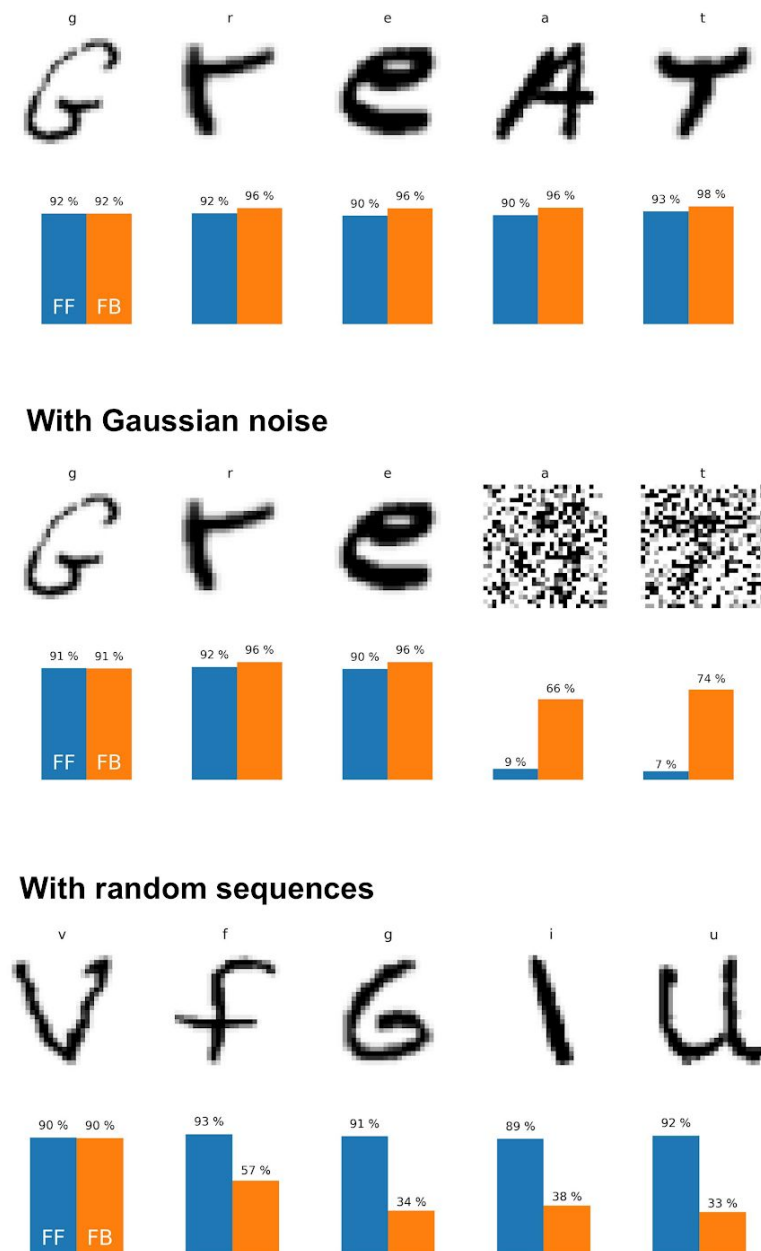 g r e a t
G r e A T
92 % 92 % 92 % 96 % 90 % 96 % 90 % 96 % 93 % 98 %
FF FB
With Gaussian noise
g r e a t
G r e
91 % 91 % 92 % 96 % 90 % 96 % 9 % 66 % 7 % 74 %
FF FB
With random sequences
v f g i u
V f G l u
90 % 90 % 93 % 57 % 91 % 34 % 89 % 38 % 92 % 33 %
FF FB